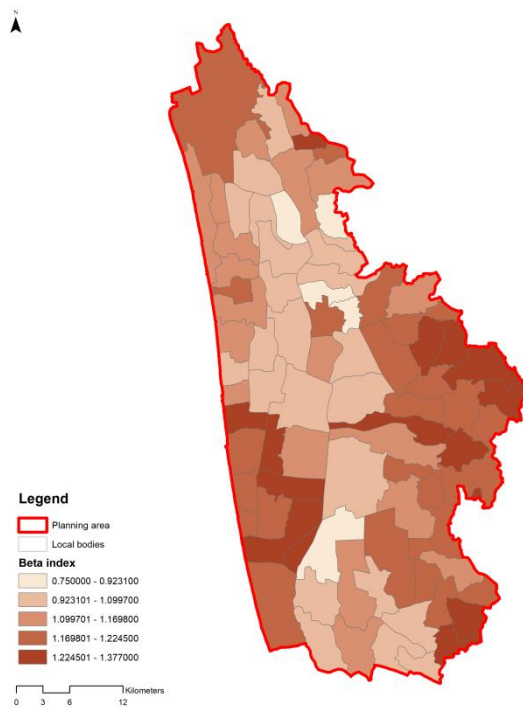 N
Legend
Planning area
Local bodies
Beta index
0.750000 - 0.923100
0.923101 - 1.099700
1.099701 - 1.169800
1.169801 - 1.224500
1.224501 - 1.377000
Kilometers
0 3 6 12